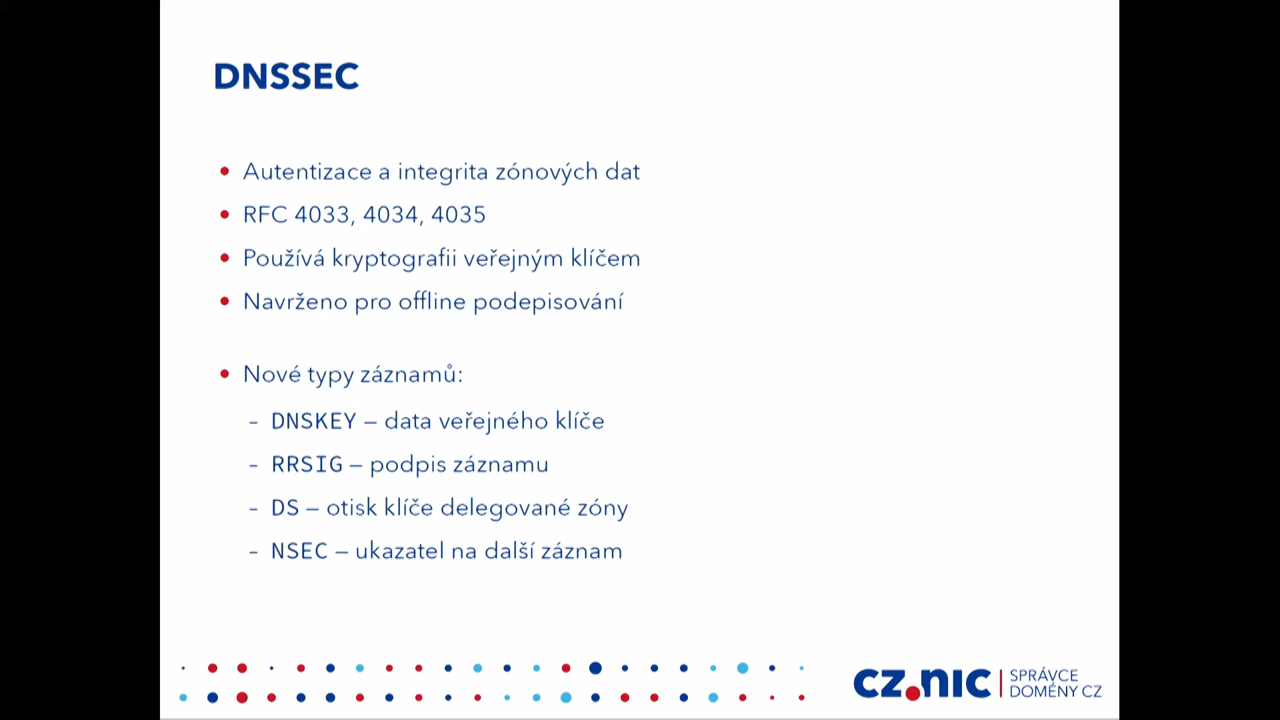 DNSSEC
Autentizace a integrita zónových dat
RFC 4033, 4034, 4035
Používá kryptografii veřejným klíčem
Navrženo pro offline podepisování
Nové typy záznamů:
– DNSKEY — data veřejného klíče
– RRSIG — podpis záznamu
– DS — otisk klíče delegované zóny
– NSEC — ukazatel na další záznam
cz.nic | SPRÁVCE
DOMÉNY CZ